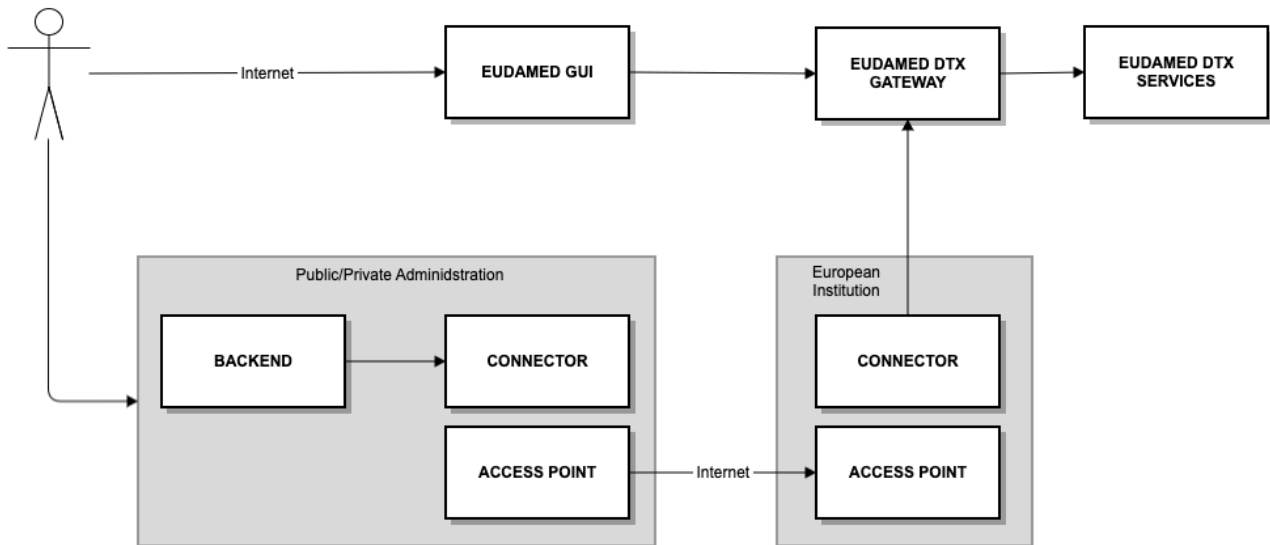 Internet
EUDAMED GUI
EUDAMED DTX
GATEWAY
EUDAMED DTX
SERVICES
Public/Private Adminidstration
BACKEND
CONNECTOR
ACCESS POINT
Internet
European
Institution
CONNECTOR
ACCESS POINT